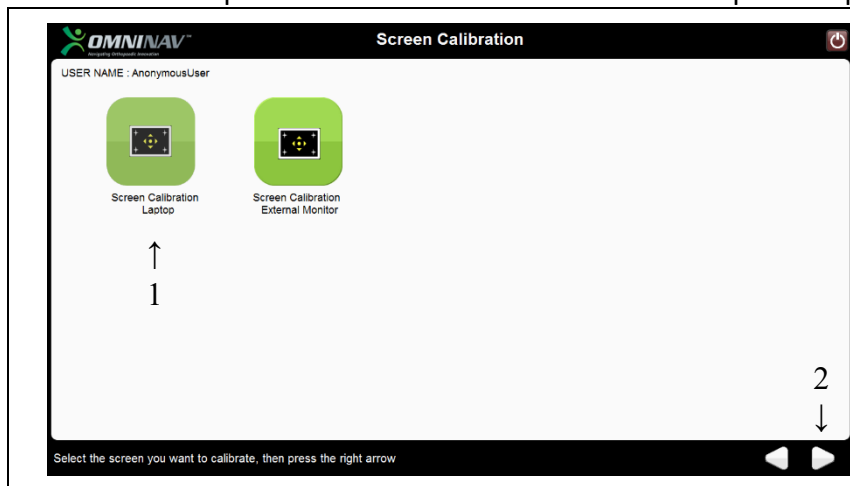 OMNINAV™
Navigating Orthopaedic Innovation
Screen Calibration
USER NAME : AnonymousUser
Screen Calibration
Laptop
Screen Calibration
External Monitor
↑
1
2
↓
Select the screen you want to calibrate, then press the right arrow